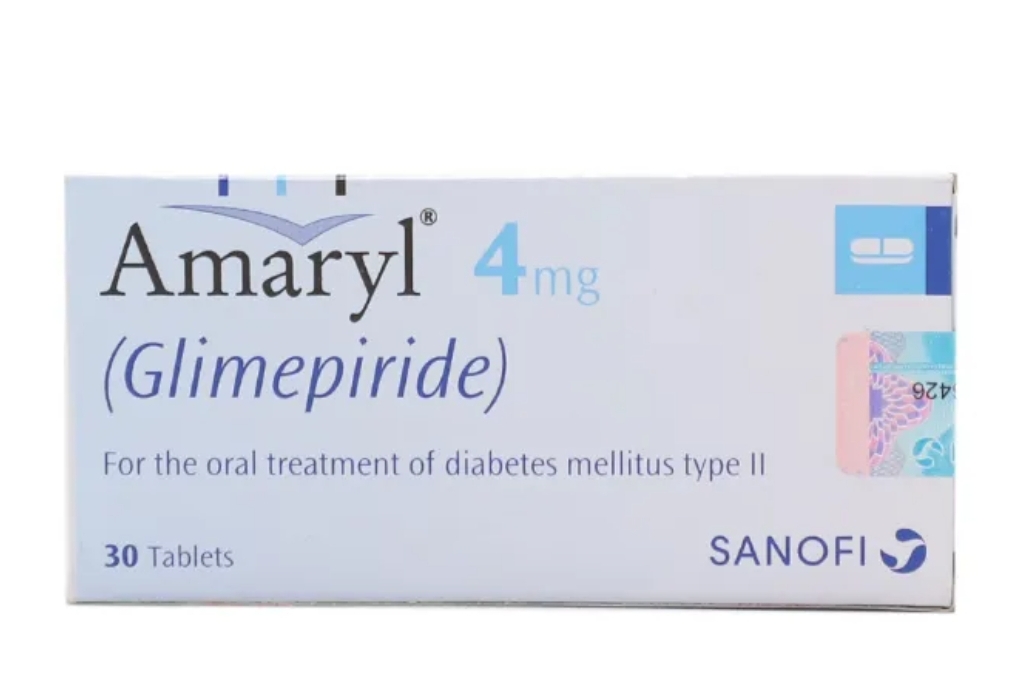 Amaryl® 4mg
(Glimepiride)
For the oral treatment of diabetes mellitus type II
30 Tablets
SANOFI